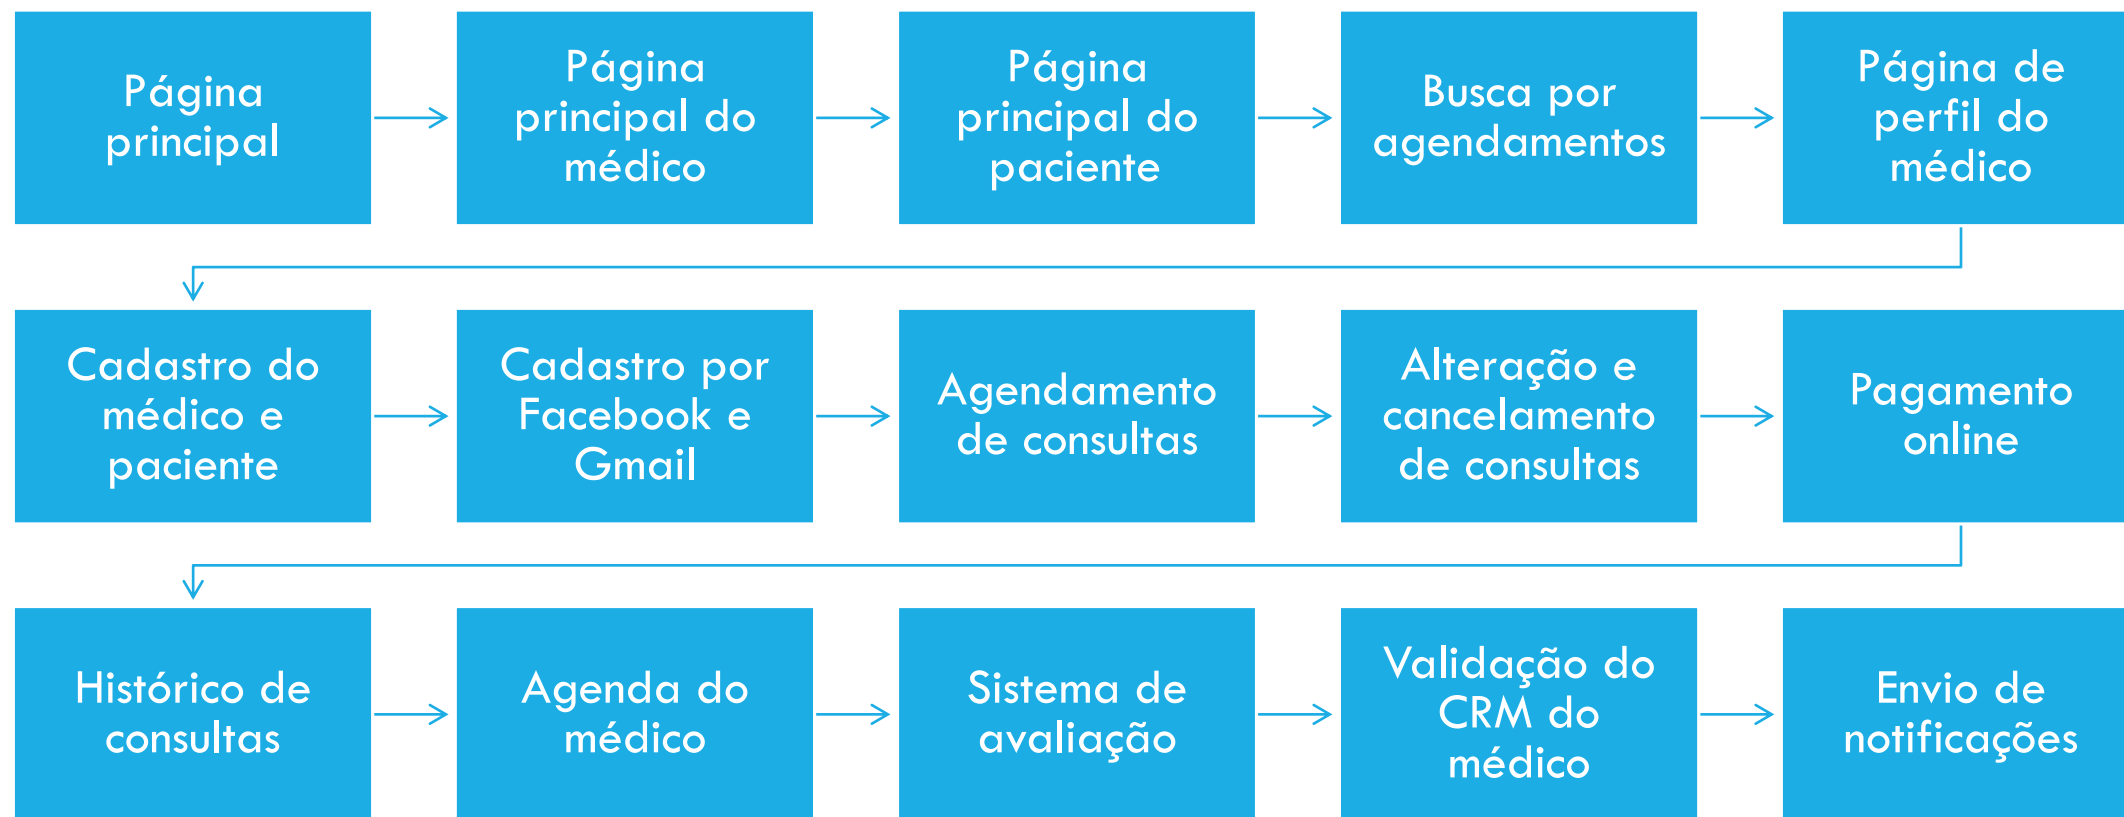 Página
principal
Página
principal do
médico
Página
principal do
paciente
Busca por
agendamentos
Página de
perfil do
médico
Cadastro do
médico e
paciente
Cadastro por
Facebook e
Gmail
Agendamento
de consultas
Alteração e
cancelamento
de consultas
Pagamento
online
Histórico de
consultas
Agenda do
médico
Sistema de
avaliação
Validação do
CRM do
médico
Envio de
notificações